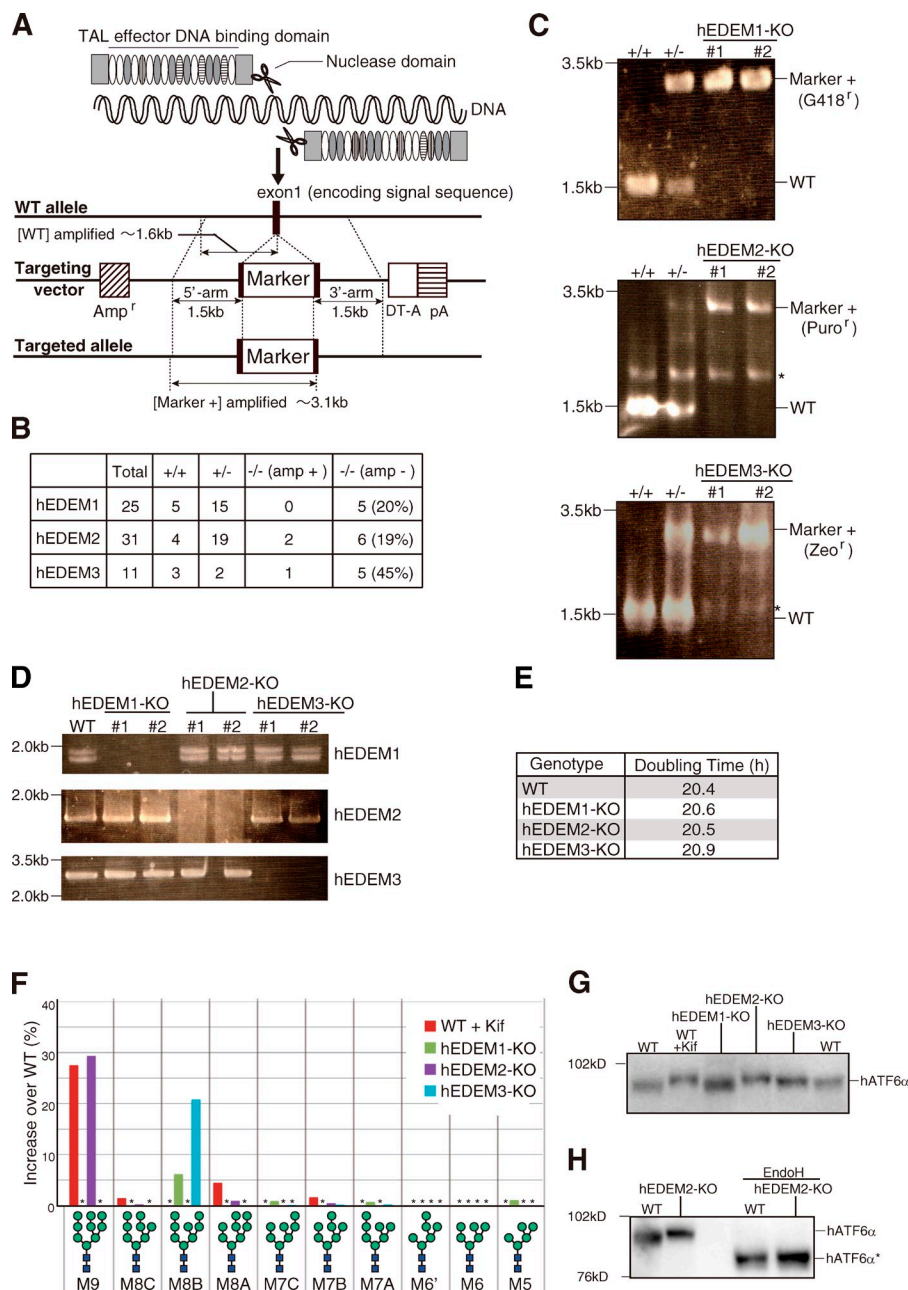 A
TAL effector DNA binding domain
Nuclease domain
DNA
exon1 (encoding signal sequence)
WT allele
[WT] amplified ～1.6kb
Targeting vector
Marker
Amp r
5'-arm 1.5kb
3'-arm 1.5kb
DT-A pA
Targeted allele
Marker
[Marker +] amplified ～3.1kb
B
Total +/+ +/- -/- (amp +) -/- (amp -)
hEDEM1 25 5 15 0 5 (20%)
hEDEM2 31 4 19 2 6 (19%)
hEDEM3 11 3 2 1 5 (45%)
C
hEDEM1-KO
+/+ +/- #1 #2
3.5kb
Marker + (G418r)
1.5kb
WT
hEDEM2-KO
+/+ +/- #1 #2
3.5kb
Marker + (Puror)
*
1.5kb
WT
hEDEM3-KO
+/+ +/- #1 #2
3.5kb
Marker + (Zeor)
*
1.5kb
WT
D
hEDEM2-KO
hEDEM1-KO hEDEM3-KO
WT #1 #2 #1 #2 #1 #2
2.0kb
hEDEM1
2.0kb
hEDEM2
3.5kb
hEDEM3
2.0kb
E
Genotype Doubling Time (h)
WT 20.4
hEDEM1-KO 20.6
hEDEM2-KO 20.5
hEDEM3-KO 20.9
F
Increase over WT (%)
40
30
20
10
0
WT + Kif
hEDEM1-KO
hEDEM2-KO
hEDEM3-KO
* * * * * * * * * * * * * * * * * * * * * * * *
M9 M8C M8B M8A M7C M7B M7A M6' M6 M5
G
hEDEM2-KO
hEDEM1-KO
hEDEM3-KO
WT
WT +Kif
WT
102kD
hATF6α
H
EndoH
hEDEM2-KO hEDEM2-KO
WT WT
102kD
hATF6α
hATF6α*
76kD